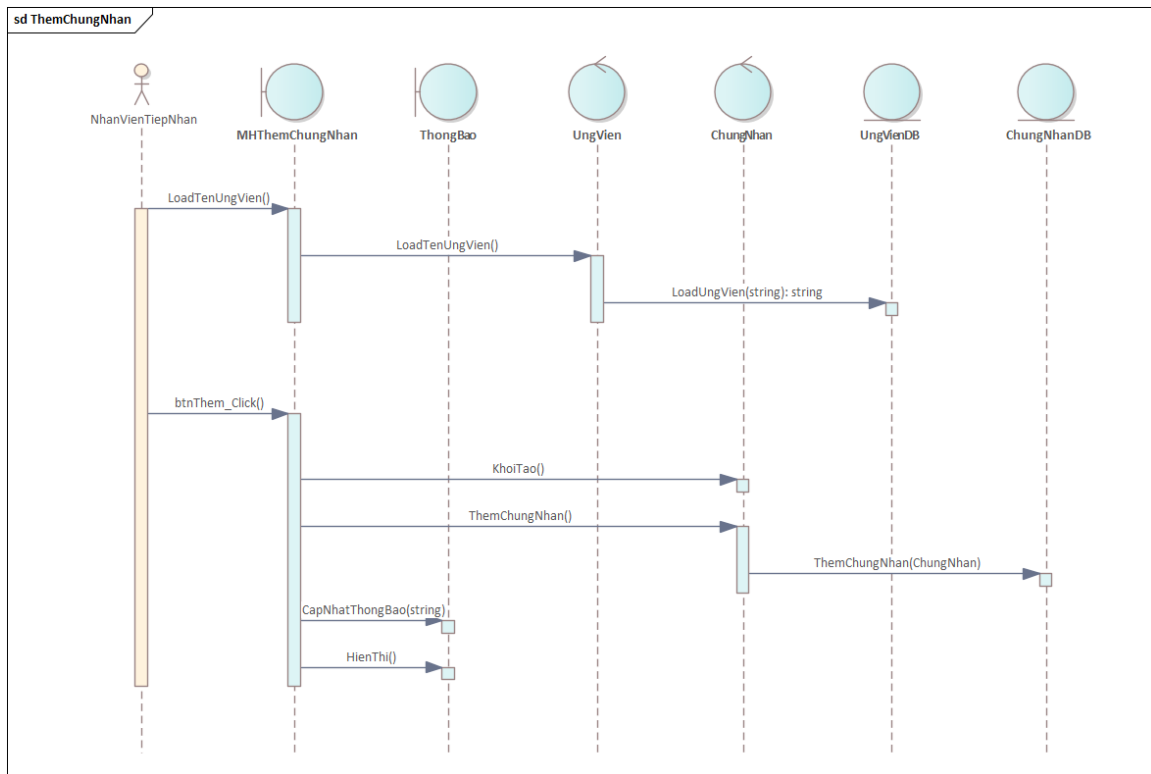 sd ThemChungNhan
NhanVienTiepNhan
MHThemChungNhan
ThongBao
UngVien
ChungNhan
UngVienDB
ChungNhanDB
LoadTenUngVien()
LoadTenUngVien()
LoadUngVien(string): string
btnThem_Click()
KhoiTao()
ThemChungNhan()
ThemChungNhan(ChungNhan)
CapNhatThongBao(string)
HienThi()